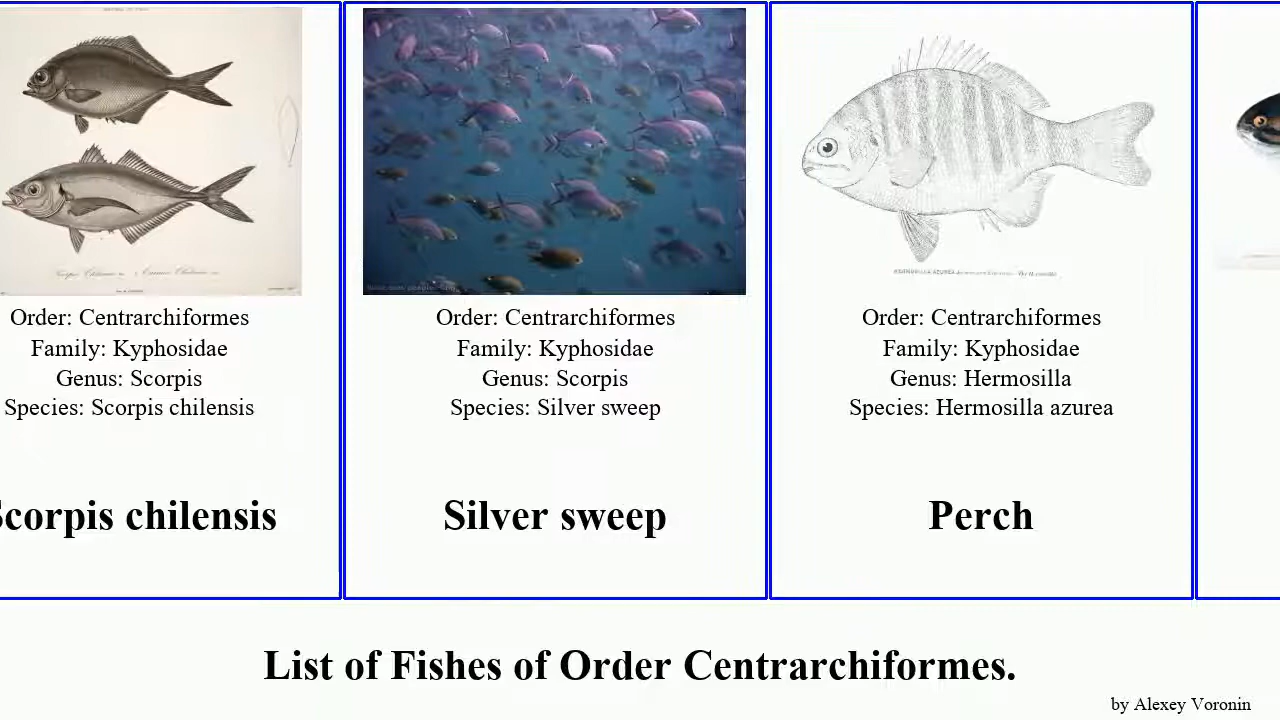 Order: Centrarchiformes
Family: Kyphosidae
Genus: Scorpis
Species: Scorpis chilensis
Scorpis chilensis
Order: Centrarchiformes
Family: Kyphosidae
Genus: Scorpis
Species: Silver sweep
Silver sweep
HERMOSILLA AZUREA
Order: Centrarchiformes
Family: Kyphosidae
Genus: Hermosilla
Species: Hermosilla azurea
Perch
List of Fishes of Order Centrarchiformes.
by Alexey Voronin